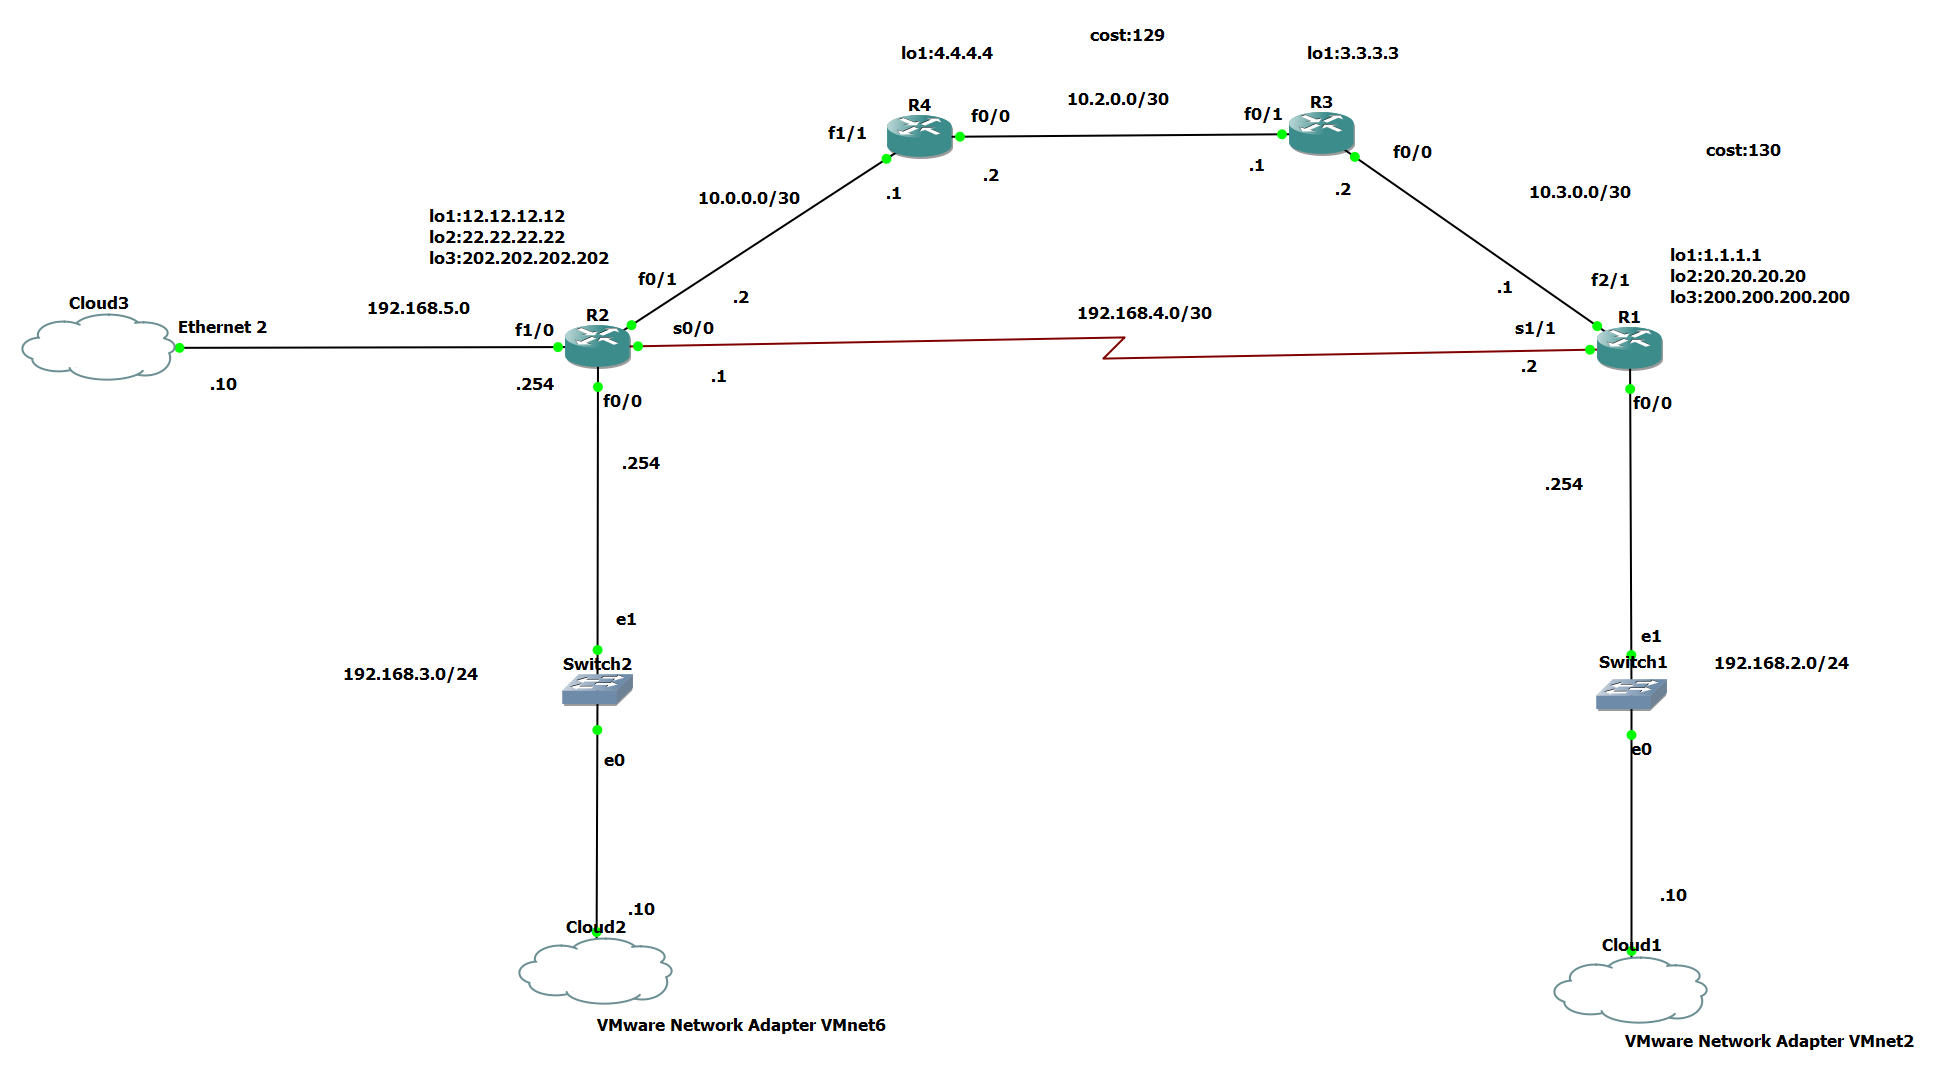 cost:129
lo1:4.4.4.4
lo1:3.3.3.3
R4
f0/0
10.2.0.0/30
f0/1
R3
f1/1
f0/0
cost:130
.1
.2
.1
.2
10.0.0.0/30
10.3.0.0/30
lo1:12.12.12.12
lo2:22.22.22.22
lo3:202.202.202.202
lo1:1.1.1.1
lo2:20.20.20.20
lo3:200.200.200.200
f0/1
.2
f2/1
.1
Cloud3
Ethernet 2
192.168.5.0
f1/0
R2
s0/0
192.168.4.0/30
s1/1
R1
.10
.254
.1
.2
f0/0
f0/0
.254
.254
e1
e1
192.168.3.0/24
Switch2
Switch1
192.168.2.0/24
e0
e0
.10
.10
Cloud2
Cloud1
VMware Network Adapter VMnet6
VMware Network Adapter VMnet2